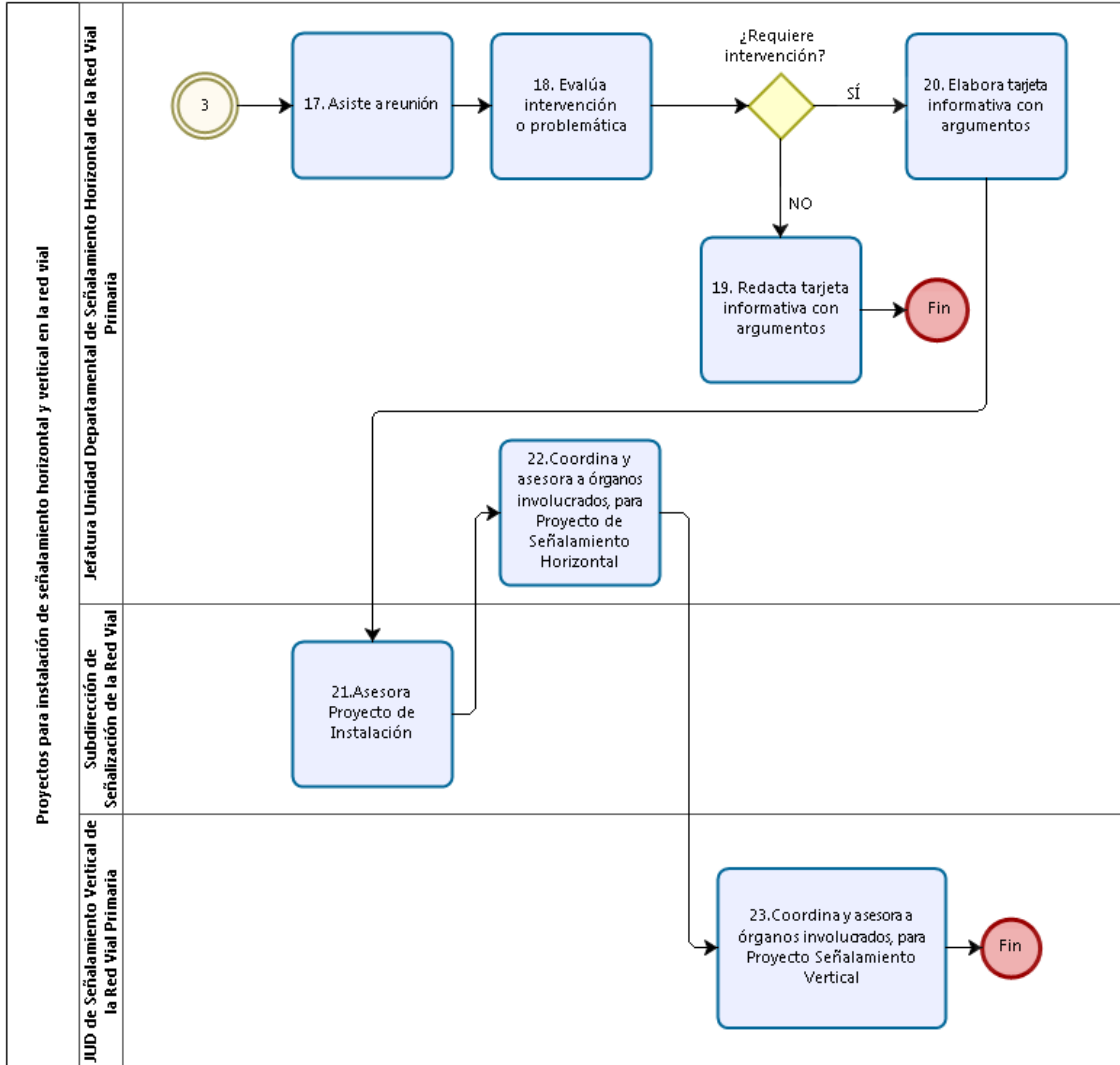 Proyectos para instalación de señalamiento horizontal y vertical en la red vial
Jefatura Unidad Departamental de Señalamiento Horizontal de la Red Vial
Primaria
3
17. Asiste a reunión
18. Evalúa
intervención
o problemática
¿Requiere
intervención?
SÍ
20. Elabora tarjeta
informativa con
argumentos
NO
19. Redacta tarjeta
informativa con
argumentos
Fin
22.Coordina y
asesora a órganos
involucrados, para
Proyecto de
Señalamiento
Horizontal
Subdirección de
Señalización de la Red Vial
21.Asesora
Proyecto de
Instalación
JUD de Señalamiento Vertical de
la Red Vial Primaria
23.Coordina y asesora a
órganos involucrados, para
Proyecto Señalamiento
Vertical
Fin